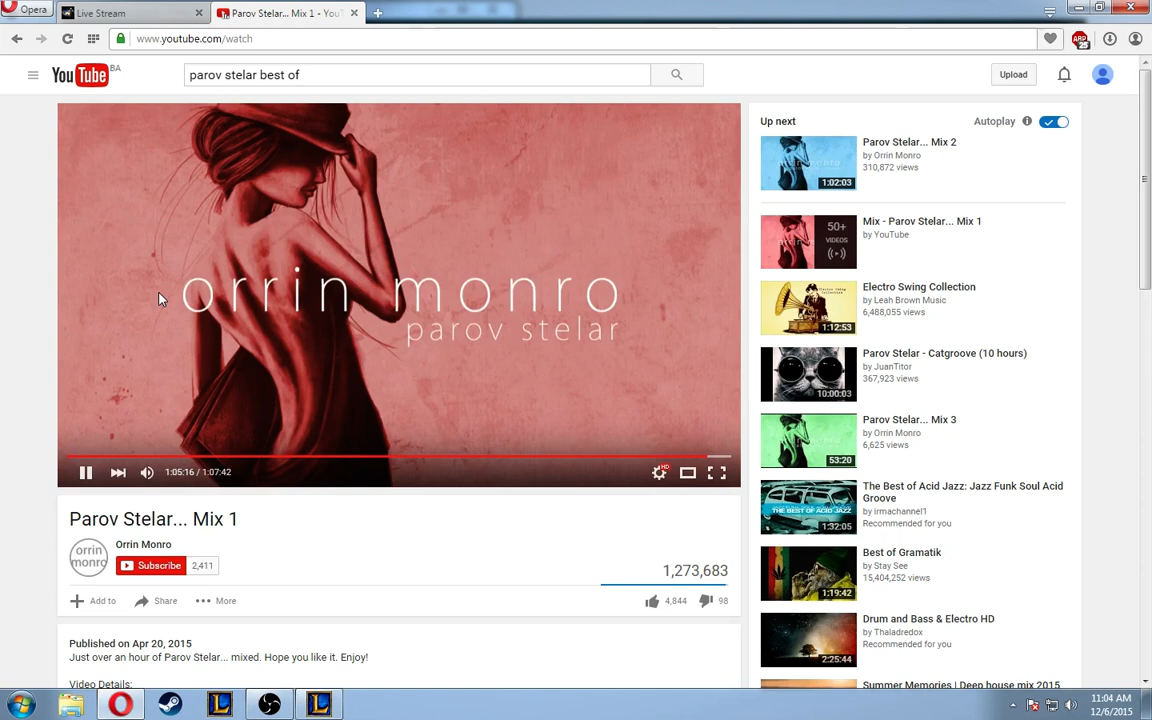 Opera
Live Stream
Parov Stelar... Mix 1 - YouT
www.youtube.com/watch
ABP
25
YouTube BA
parov stelar best of
Upload
orrin monro
parov stelar
1:05:16 / 1:07:42
HD
Parov Stelar... Mix 1
orrin
monro
Orrin Monro
Subscribe 2,411
1,273,683
Add to Share More
4,844 98
Published on Apr 20, 2015
Just over an hour of Parov Stelar... mixed. Hope you like it. Enjoy!
Video Details:
Up next Autoplay
1:02:03
Parov Stelar... Mix 2
by Orrin Monro
310,872 views
50+
VIDEOS
Mix - Parov Stelar... Mix 1
by YouTube
1:12:53
Electro Swing Collection
by Leah Brown Music
6,488,055 views
10:00:03
Parov Stelar - Catgroove (10 hours)
by JuanTitor
367,923 views
53:20
Parov Stelar... Mix 3
by Orrin Monro
6,625 views
THE BEST OF ACID JAZZ
1:32:05
The Best of Acid Jazz: Jazz Funk Soul Acid
Groove
by irmachannel1
Recommended for you
1:19:42
Best of Gramatik
by Stay See
15,404,252 views
2:25:44
Drum and Bass & Electro HD
by Thaladredox
Recommended for you
Summer Memories | Deep house mix 2015
11:04 AM
12/6/2015